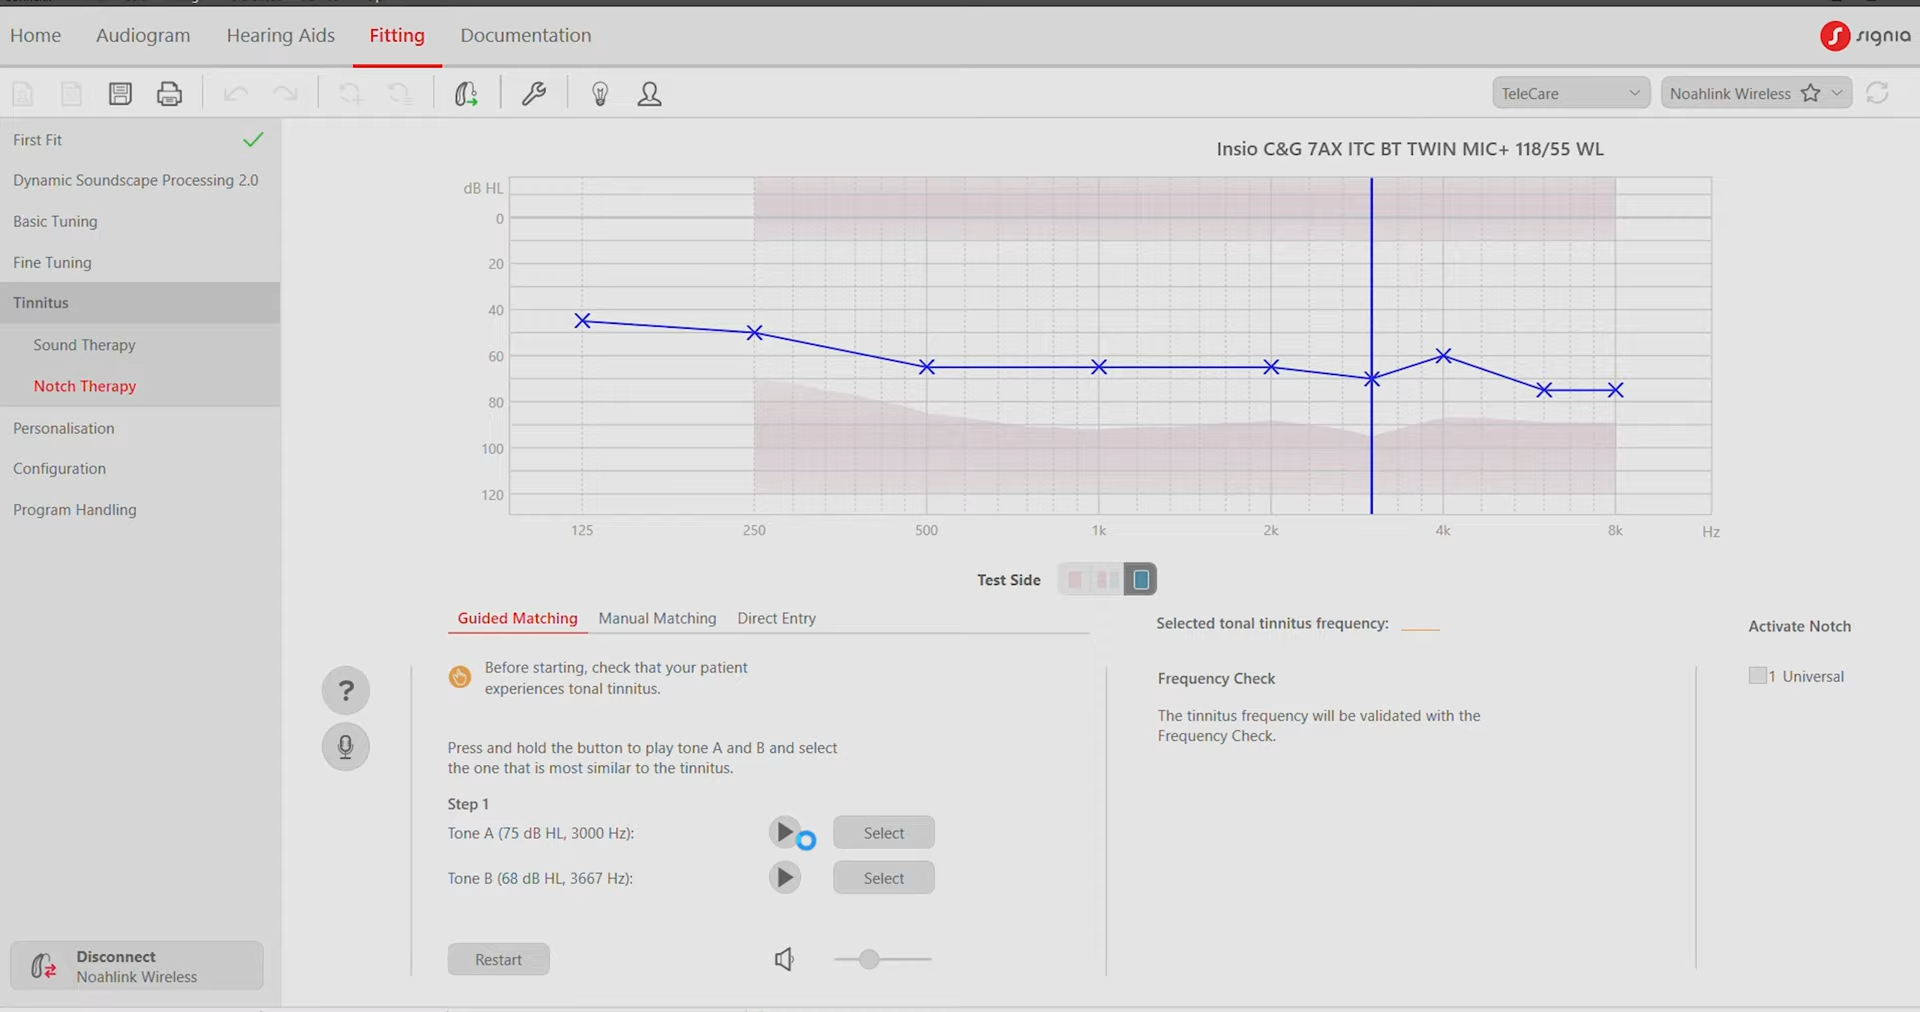 Home Audiogram Hearing Aids Fitting Documentation
signia
TeleCare
Noahlink Wireless
First Fit
Dynamic Soundscape Processing 2.0
Basic Tuning
Fine Tuning
Tinnitus
Sound Therapy
Notch Therapy
Personalisation
Configuration
Program Handling
Disconnect
Noahlink Wireless
Insio C&G 7AX ITC BT TWIN MIC+ 118/55 WL
dB HL
0
20
40
60
80
100
120
125 250 500 1k 2k 4k 8k Hz
Test Side
Guided Matching Manual Matching Direct Entry
?
Before starting, check that your patient
experiences tonal tinnitus.
Press and hold the button to play tone A and B and select
the one that is most similar to the tinnitus.
Step 1
Tone A (75 dB HL, 3000 Hz):
Select
Tone B (68 dB HL, 3667 Hz):
Select
Restart
Selected tonal tinnitus frequency:
Frequency Check
The tinnitus frequency will be validated with the
Frequency Check.
Activate Notch
1 Universal